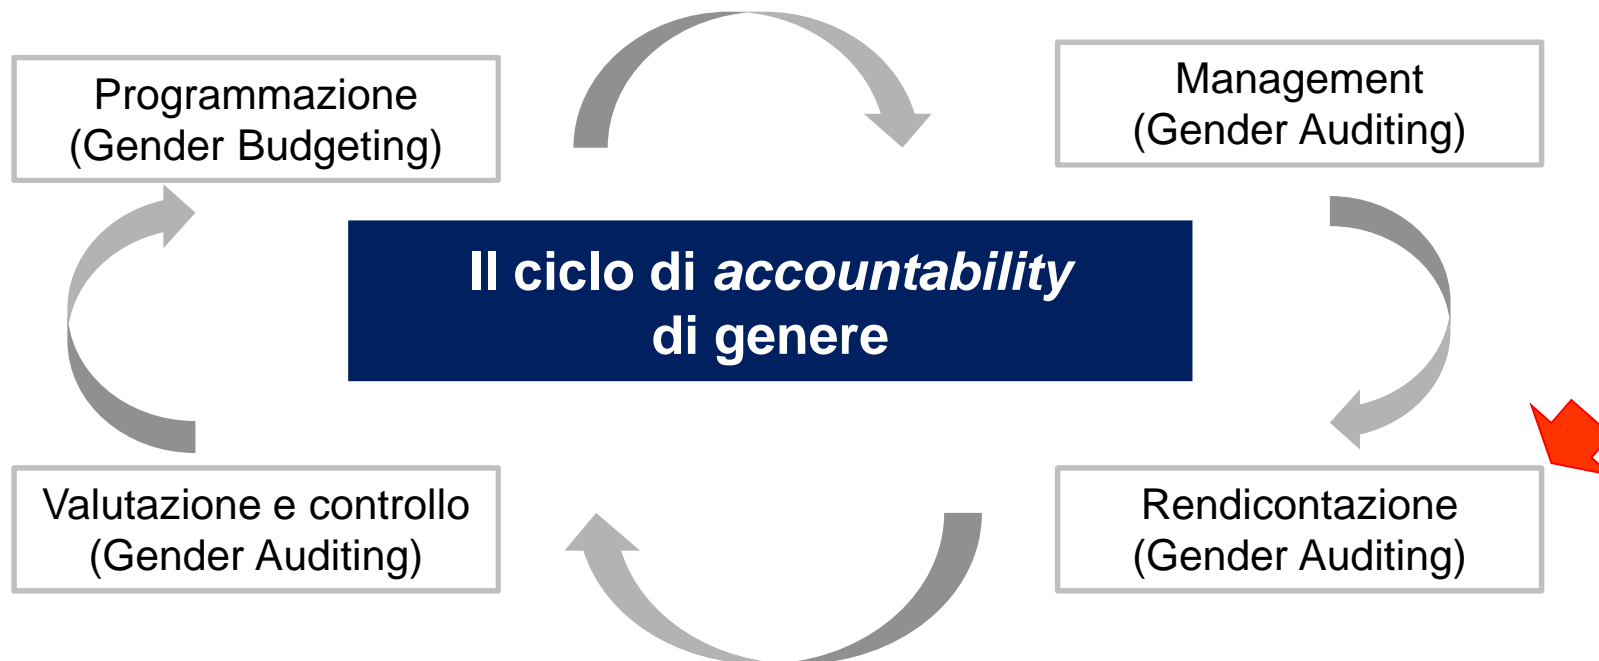 Programmazione
(Gender Budgeting)
Management
(Gender Auditing)
Il ciclo di accountability
di genere
Valutazione e controllo
(Gender Auditing)
Rendicontazione
(Gender Auditing)